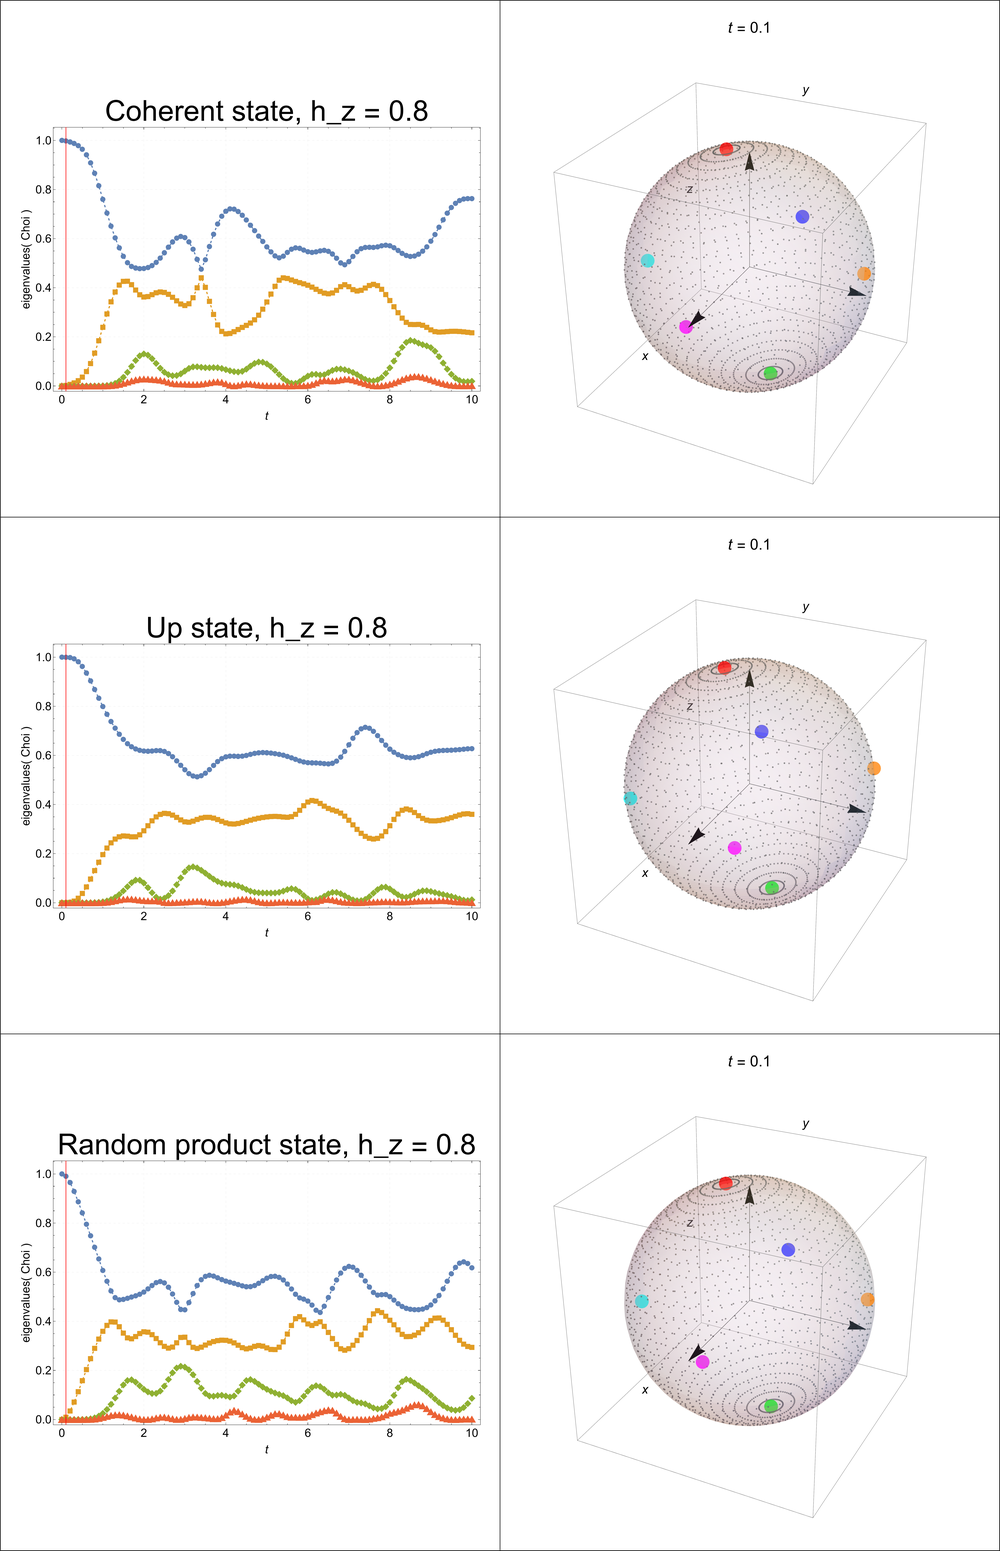 Coherent state, h_z = 0.8
eigenvalues( Choi )
1.0
0.8
0.6
0.4
0.2
0.0
0 2 4 6 8 10
t
t = 0.1
y
z
x
Up state, h_z = 0.8
eigenvalues( Choi )
1.0
0.8
0.6
0.4
0.2
0.0
0 2 4 6 8 10
t
t = 0.1
y
z
x
Random product state, h_z = 0.8
eigenvalues( Choi )
1.0
0.8
0.6
0.4
0.2
0.0
0 2 4 6 8 10
t
t = 0.1
y
z
x